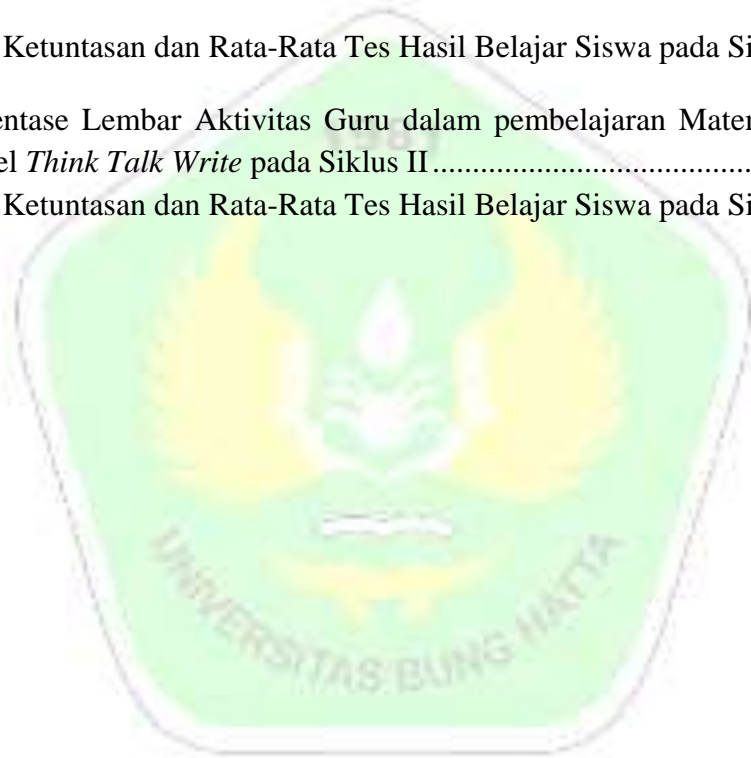 Ketuntasan dan Rata-Rata Tes Hasil Belajar Siswa pada Si
entase Lembar Aktivitas Guru dalam pembelajaran Mater
1981
el Think Talk Write pada Siklus II.....................................
Ketuntasan dan Rata-Rata Tes Hasil Belajar Siswa pada Si
UNIVERSITAS BUNG HATTA